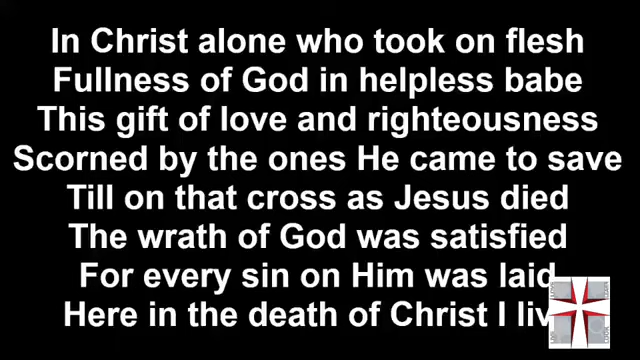 In Christ alone who took on flesh
Fullness of God in helpless babe
This gift of love and righteousness
Scorned by the ones He came to save
Till on that cross as Jesus died
The wrath of God was satisfied
For every sin on Him was laid
Here in the death of Christ I liv